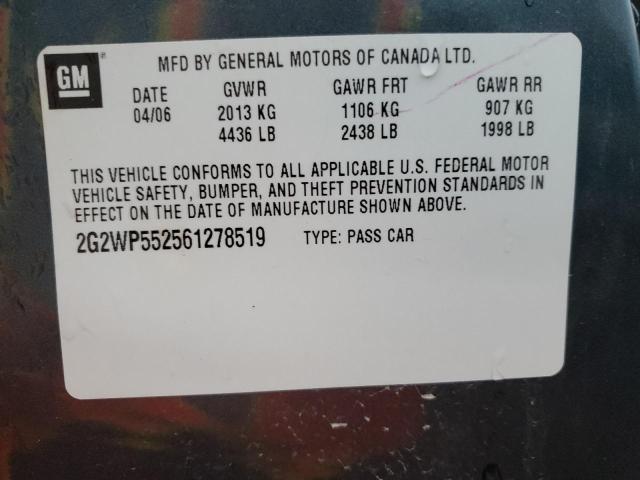 GM
MFD BY GENERAL MOTORS OF CANADA LTD.
DATE GVWR GAWR FRT GAWR RR
04/06 2013 KG 1106 KG 907 KG
4436 LB 2438 LB 1998 LB
THIS VEHICLE CONFORMS TO ALL APPLICABLE U.S. FEDERAL MOTOR
VEHICLE SAFETY, BUMPER, AND THEFT PREVENTION STANDARDS IN
EFFECT ON THE DATE OF MANUFACTURE SHOWN ABOVE.
2G2WP552561278519 TYPE: PASS CAR